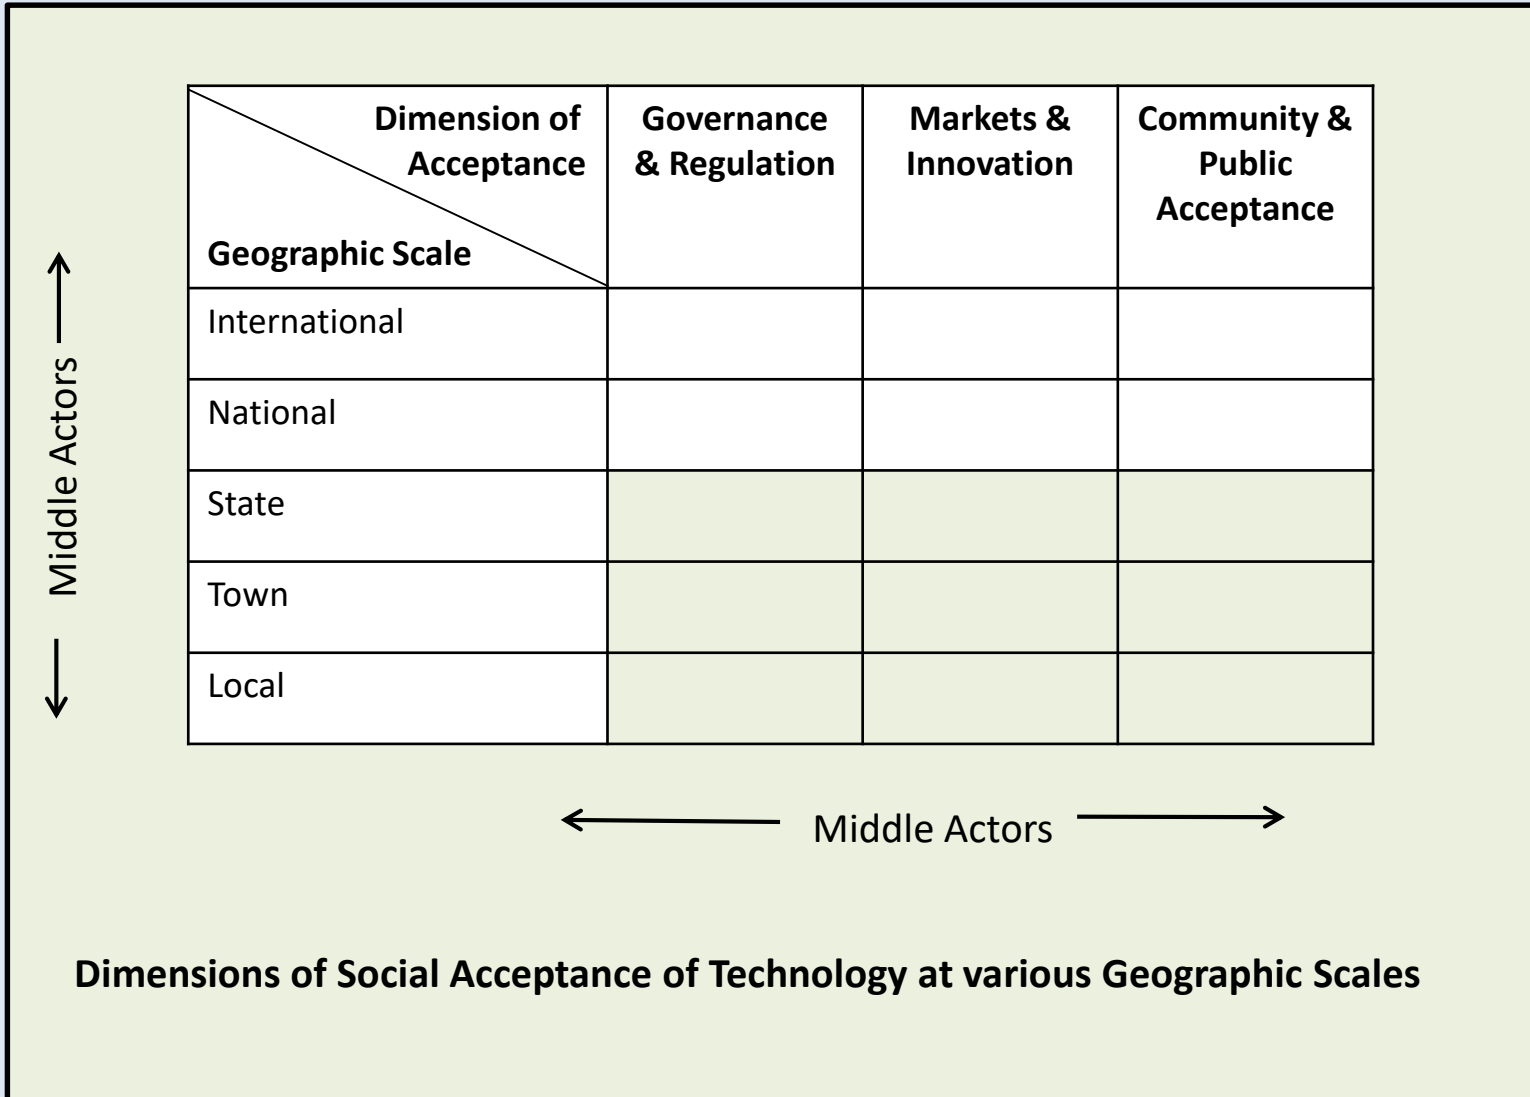 Dimension of
Acceptance
Geographic Scale
Governance
& Regulation
Markets &
Innovation
Community &
Public
Acceptance
International
National
State
Town
Local
Middle Actors
Middle Actors
Dimensions of Social Acceptance of Technology at various Geographic Scales